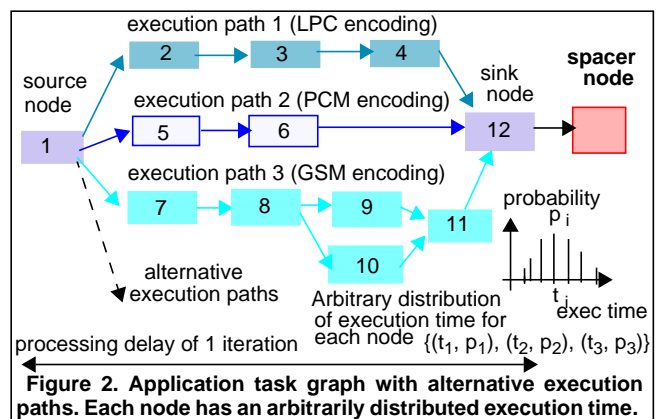 execution path 1 (LPC encoding)
2
3
4
source
node
sink
node
spacer
node
execution path 2 (PCM encoding)
1
5
6
12
execution path 3 (GSM encoding)
7
8
9
11
10
probability
p i
alternative
execution paths
Arbitrary distribution
of execution time for
each node
t i
exec time
{(t1, p1), (t2, p2), (t3, p3)}
processing delay of 1 iteration
Figure 2. Application task graph with alternative execution
paths. Each node has an arbitrarily distributed execution time.